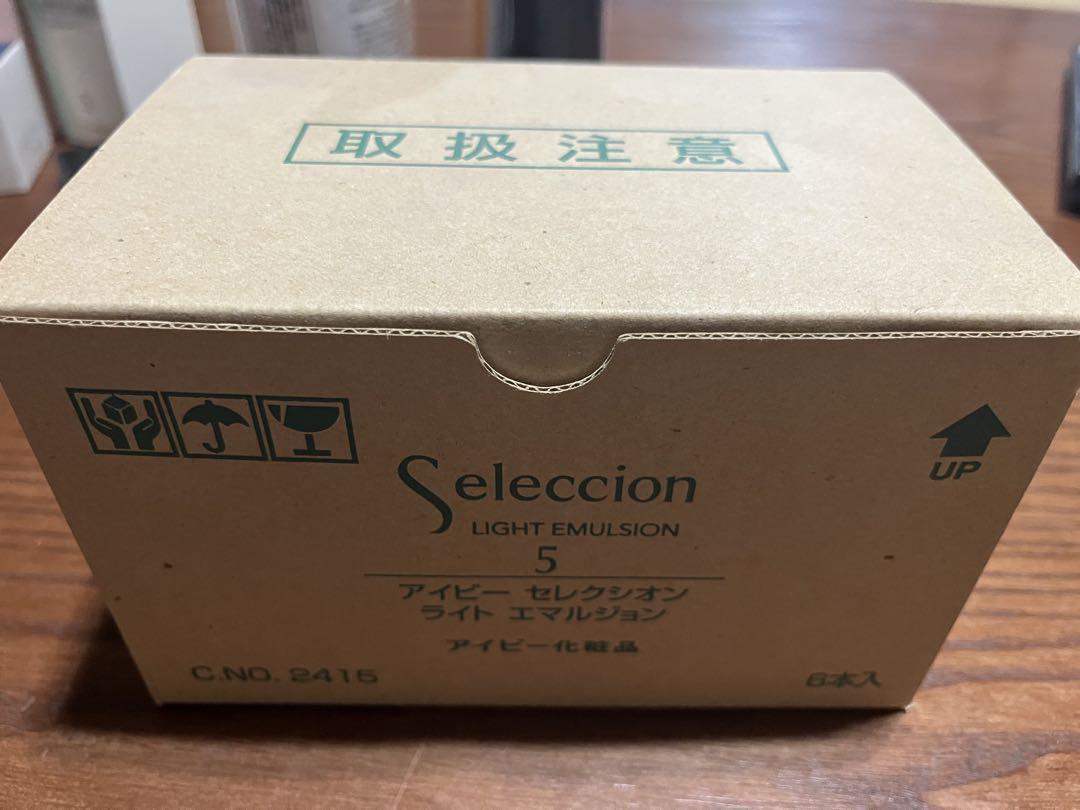 取扱注意
Seleccion
LIGHT EMULSION
UP
5
アイビー セレクシオン
ライト エマルジョン
アイビー化粧品
C.NO. 2415
6本入